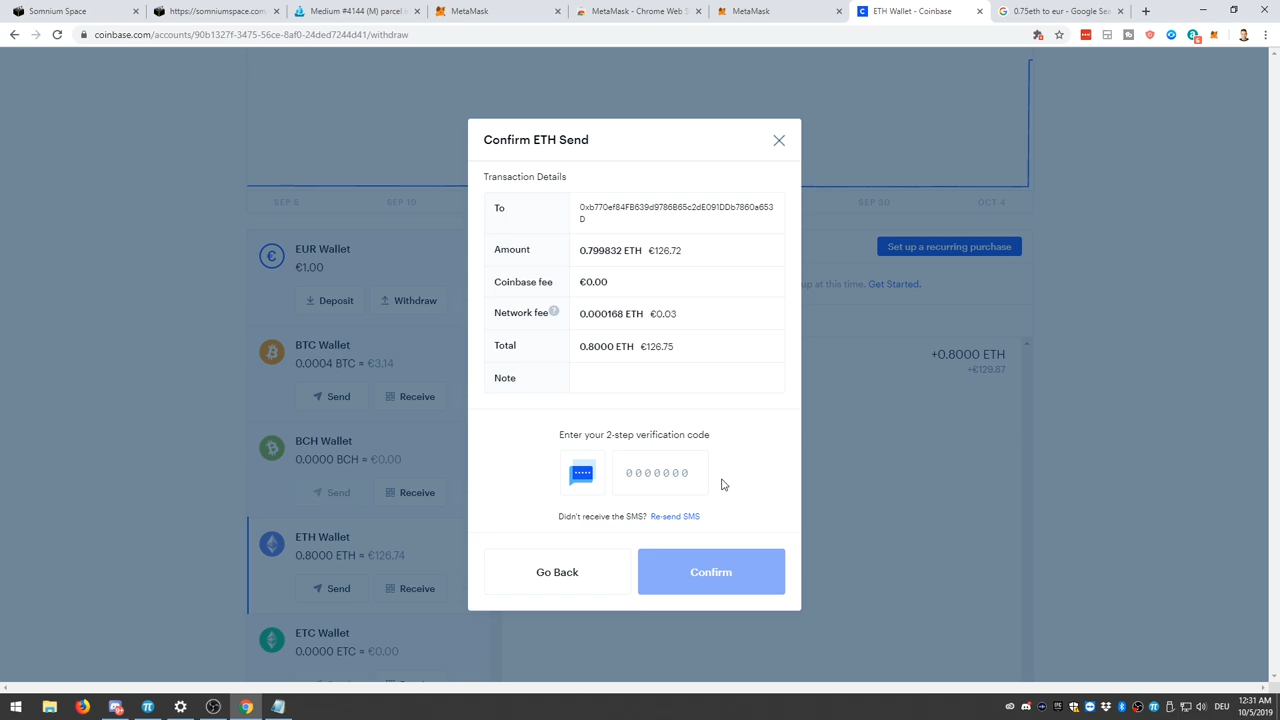 Somnium Space
https://somniumspace.com
Medium #4144 (M) parcel
MetaMask
MetaMask - Chrome Web
MetaMask
ETH Wallet - Coinbase
0.75eth to eur - Google Sea
coinbase.com/accounts/90b1327f-3475-56ce-8af0-24ded7244d41/withdraw
SEP 5
SEP 10
SEP 30
OCT 4
EUR Wallet
€1.00
Deposit
Withdraw
BTC Wallet
0.0004 BTC ≈ €3.14
Send
Receive
BCH Wallet
0.0000 BCH ≈ €0.00
Send
Receive
ETH Wallet
0.8000 ETH ≈ €126.74
Send
Receive
ETC Wallet
0.0000 ETC ≈ €0.00
Confirm ETH Send
Transaction Details
To
0xb770ef84FB639d9786B65c2dE091DDb7860a653
D
Amount
0.799832 ETH €126.72
Coinbase fee
€0.00
Network fee ?
0.000168 ETH €0.03
Total
0.8000 ETH €126.75
Note
Enter your 2-step verification code
0000000
Didn't receive the SMS? Re-send SMS
Go Back
Confirm
Set up a recurring purchase
up at this time. Get Started.
+0.8000 ETH
+€129.67
12:31 AM
DEU
10/5/2019